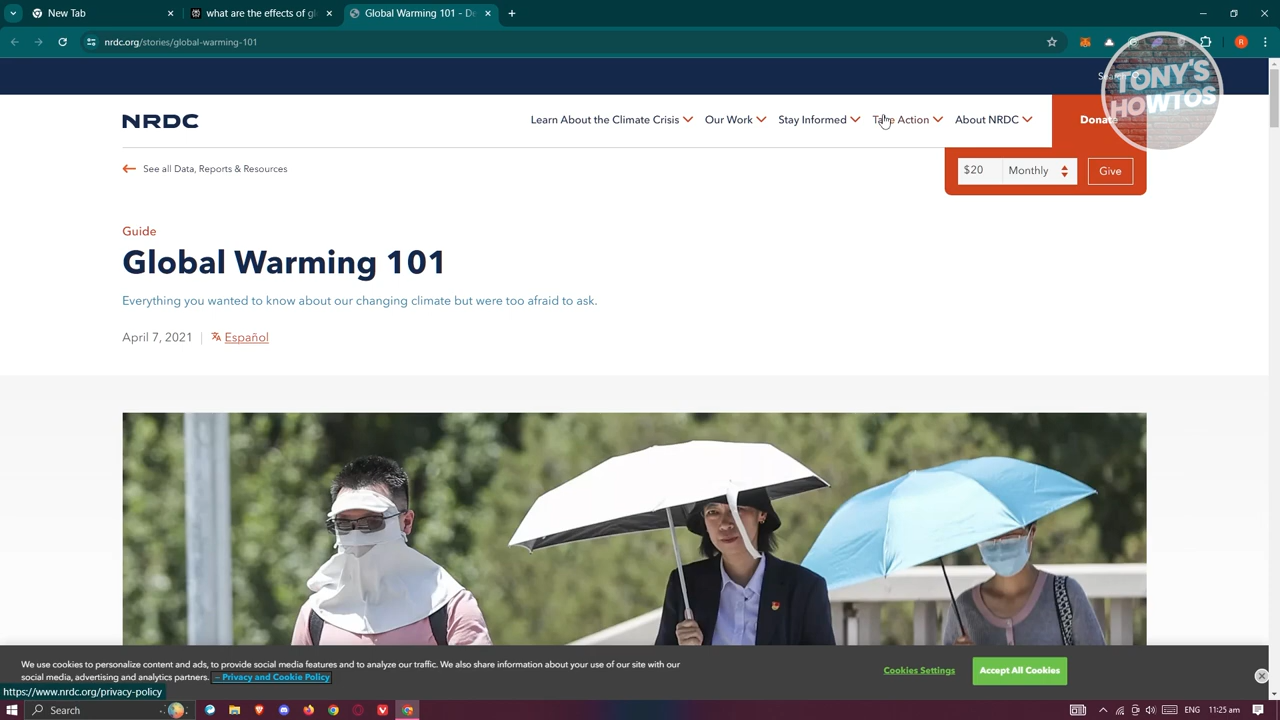 New Tab
what are the effects of gl
Global Warming 101 - De
nrdc.org/stories/global-warming-101
R
TONY'S
HOWTOS
NRDC
Learn About the Climate Crisis
Our Work
Stay Informed
Take Action
About NRDC
Donate
See all Data, Reports & Resources
$20
Monthly
Give
Guide
Global Warming 101
Everything you wanted to know about our changing climate but were too afraid to ask.
April 7, 2021
Español
We use cookies to personalize content and ads, to provide social media features and to analyze our traffic. We also share information about your use of our site with our
social media, advertising and analytics partners. – Privacy and Cookie Policy
Cookies Settings
Accept All Cookies
https://www.nrdc.org/privacy-policy
Search
ENG
11:25 am